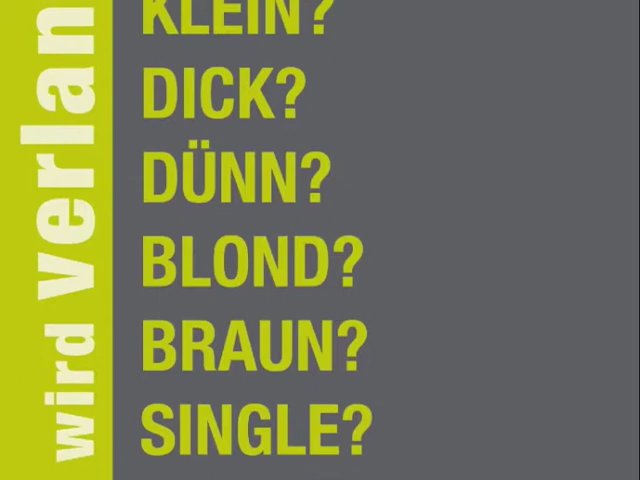 KLEIN?
DICK?
DÜNN?
BLOND?
BRAUN?
SINGLE?
wird verlan